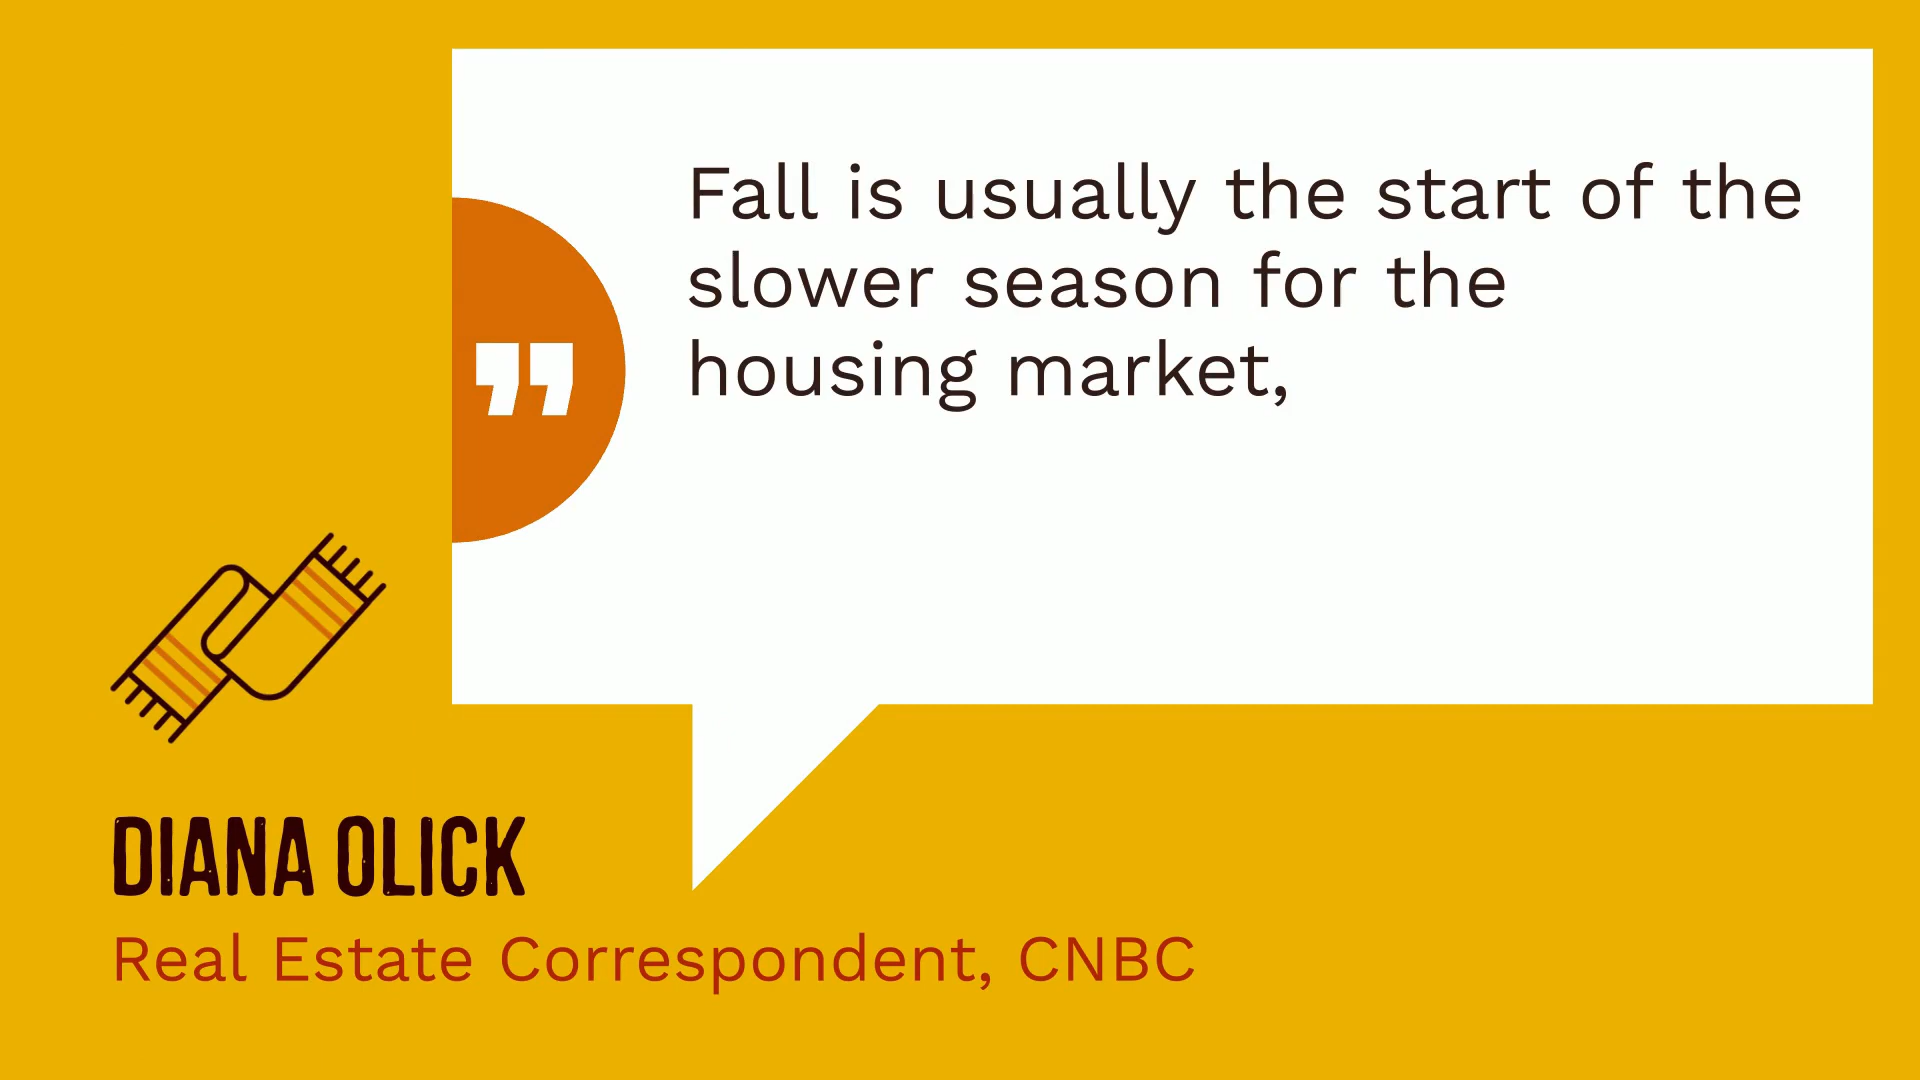 Fall is usually the start of the
slower season for the
housing market,
”
DIANA OLICK
Real Estate Correspondent, CNBC